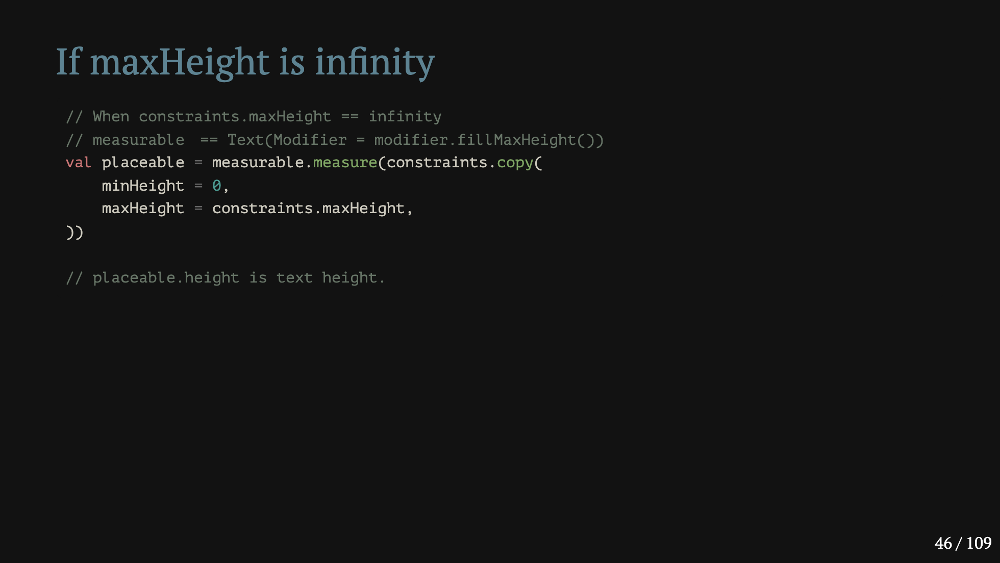 If maxHeight is infinity
// When constraints.maxHeight == infinity
// measurable == Text(Modifier = modifier.fillMaxHeight())
val placeable = measurable.measure(constraints.copy(
    minHeight = 0,
    maxHeight = constraints.maxHeight,
))
// placeable.height is text height.
46 / 109